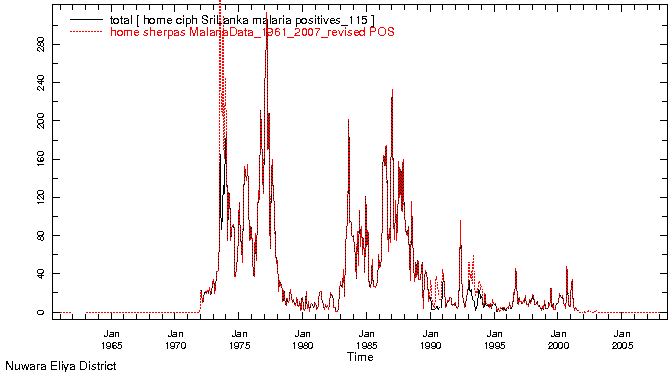 total [ home ciph SriLanka malaria positives_115 ]
home sherpas MalariaData_1961_2007_revised POS
280
240
200
160
120
80
40
0
Jan Jan Jan Jan Jan Jan Jan Jan Jan
1965 1970 1975 1980 1985 1990 1995 2000 2005
Time
Nuwara Eliya District